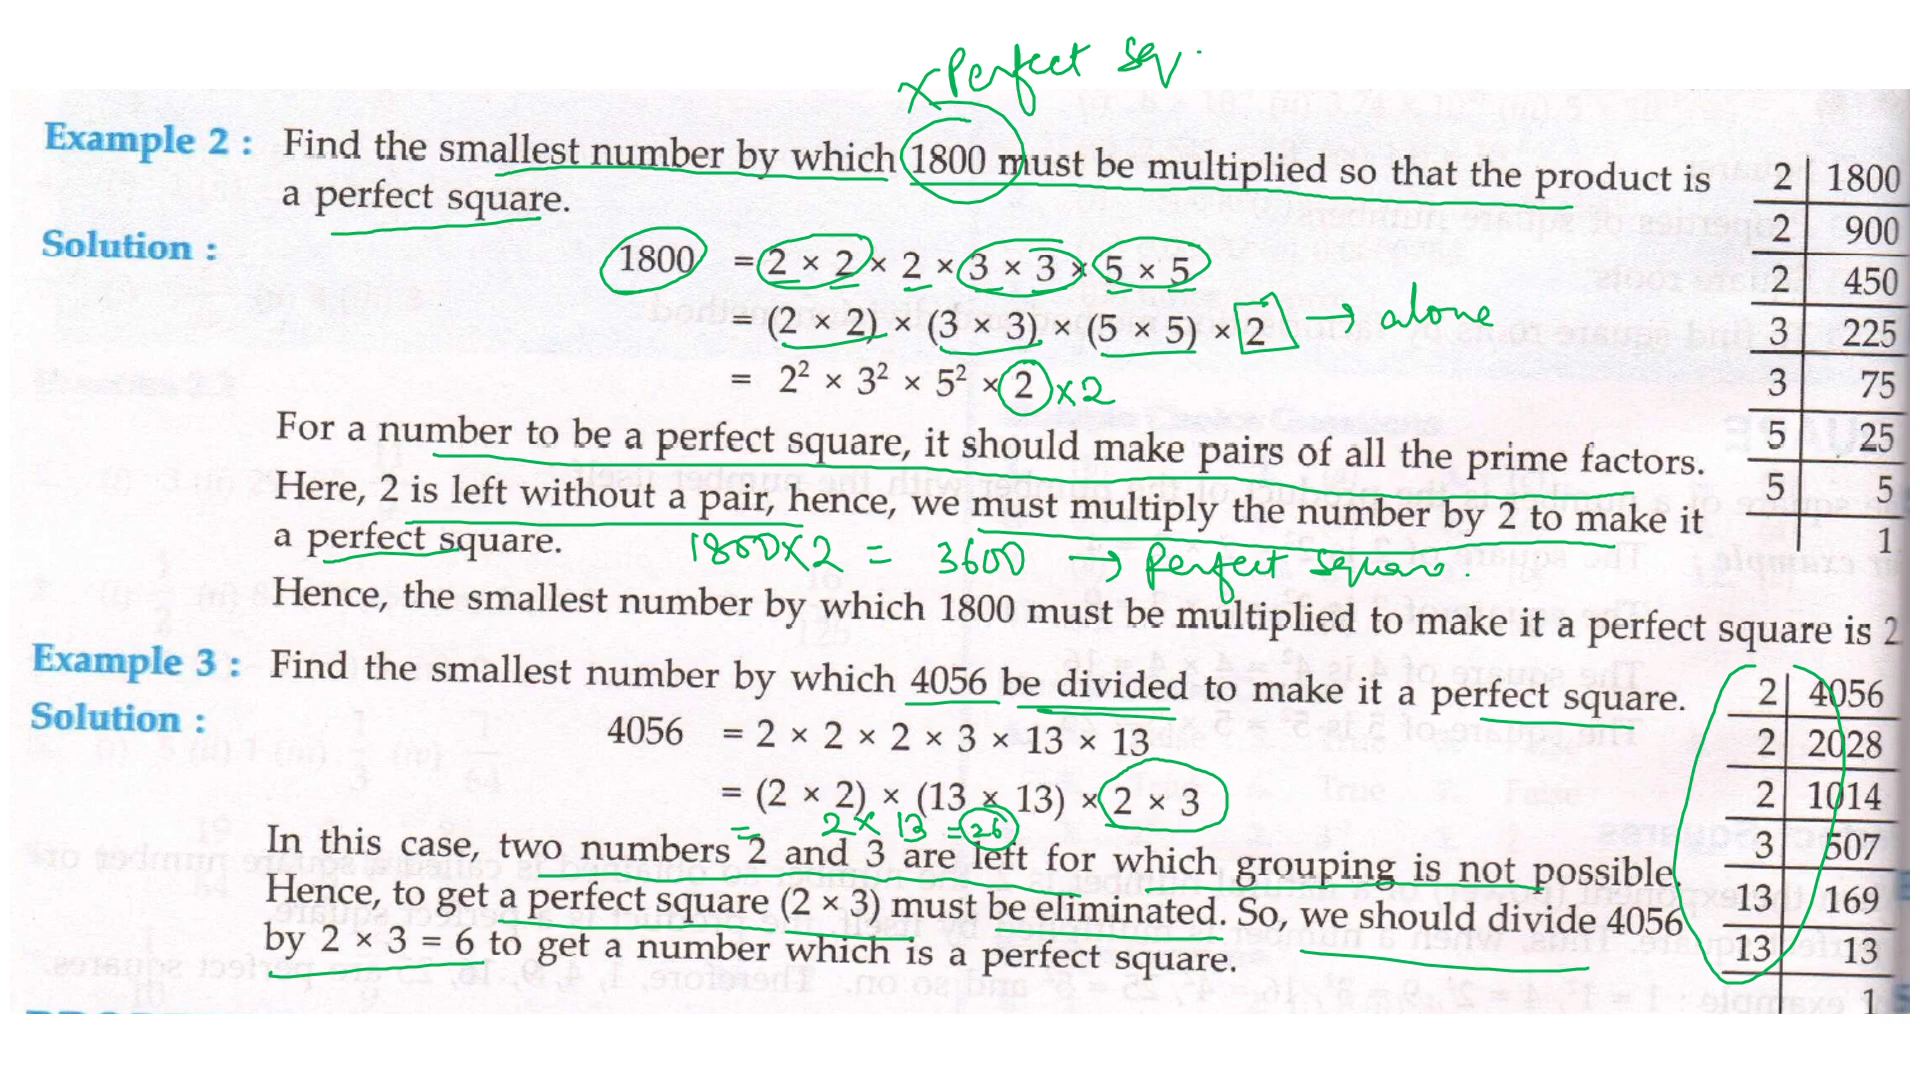 × Perfect Sq.
Example 2 : Find the smallest number by which 1800 must be multiplied so that the product is
a perfect square.
Solution : 1800 = 2 × 2 × 2 × 3 × 3 × 5 × 5
= (2 × 2) × (3 × 3) × (5 × 5) × 2 → alone
= 2² × 3² × 5² × 2 ×2
For a number to be a perfect square, it should make pairs of all the prime factors.
Here, 2 is left without a pair, hence, we must multiply the number by 2 to make it
a perfect square. 1800×2 = 3600 → Perfect Square.
Hence, the smallest number by which 1800 must be multiplied to make it a perfect square is 2
2 | 1800
2 | 900
2 | 450
3 | 225
3 | 75
5 | 25
5 | 5
| 1
Example 3 : Find the smallest number by which 4056 be divided to make it a perfect square.
Solution : 4056 = 2 × 2 × 2 × 3 × 13 × 13
= (2 × 2) × (13 × 13) × 2 × 3
= 2 × 13 = 26
In this case, two numbers 2 and 3 are left for which grouping is not possible.
Hence, to get a perfect square (2 × 3) must be eliminated. So, we should divide 4056
by 2 × 3 = 6 to get a number which is a perfect square.
2 | 4056
2 | 2028
2 | 1014
3 | 507
13 | 169
13 | 13
| 1